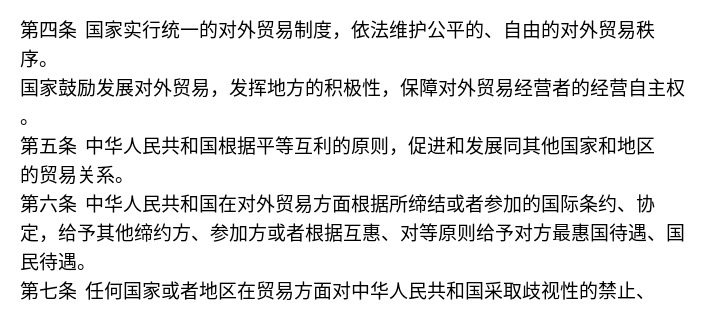 第四条 国家实行统一的对外贸易制度，依法维护公平的、自由的对外贸易秩
序。
国家鼓励发展对外贸易，发挥地方的积极性，保障对外贸易经营者的经营自主权
。
第五条 中华人民共和国根据平等互利的原则，促进和发展同其他国家和地区
的贸易关系。
第六条 中华人民共和国在对外贸易方面根据所缔结或者参加的国际条约、协
定，给予其他缔约方、参加方或者根据互惠、对等原则给予对方最惠国待遇、国
民待遇。
第七条 任何国家或者地区在贸易方面对中华人民共和国采取歧视性的禁止、